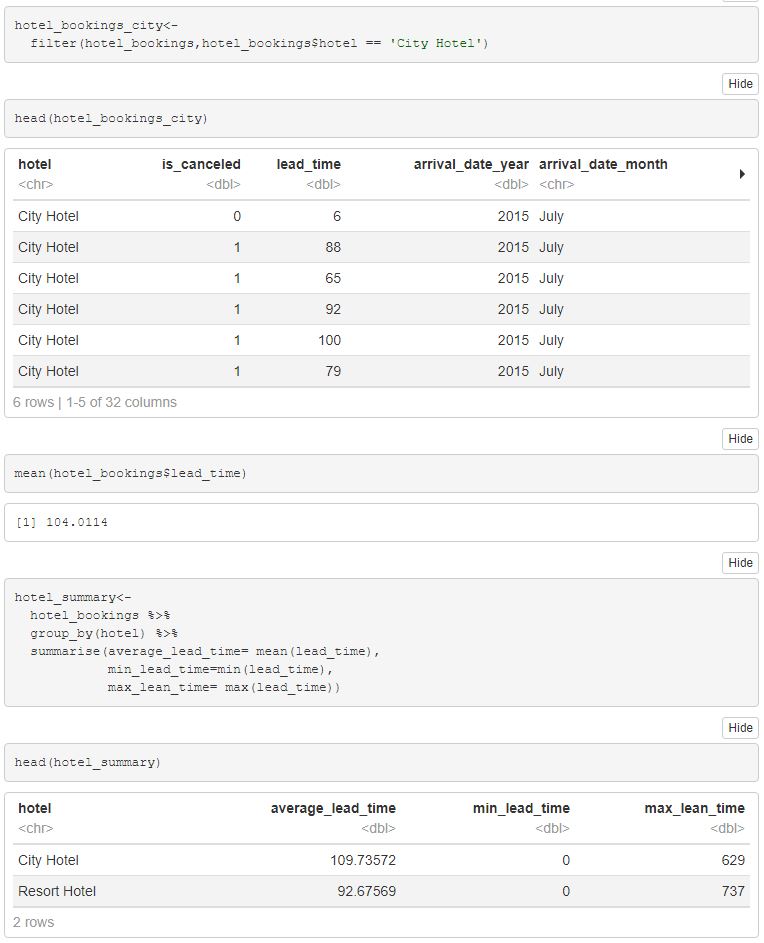 hotel_bookings_city<-
filter(hotel_bookings,hotel_bookings$hotel == 'City Hotel')
Hide
head(hotel_bookings_city)
hotel is_canceled lead_time arrival_date_year arrival_date_month
<chr> <dbl> <dbl> <dbl> <chr>
City Hotel 0 6 2015 July
City Hotel 1 88 2015 July
City Hotel 1 65 2015 July
City Hotel 1 92 2015 July
City Hotel 1 100 2015 July
City Hotel 1 79 2015 July
6 rows | 1-5 of 32 columns
Hide
mean(hotel_bookings$lead_time)
[1] 104.0114
Hide
hotel_summary<-
hotel_bookings %>%
group_by(hotel) %>%
summarise(average_lead_time= mean(lead_time),
min_lead_time=min(lead_time),
max_lean_time= max(lead_time))
Hide
head(hotel_summary)
hotel average_lead_time min_lead_time max_lean_time
<chr> <dbl> <dbl> <dbl>
City Hotel 109.73572 0 629
Resort Hotel 92.67569 0 737
2 rows